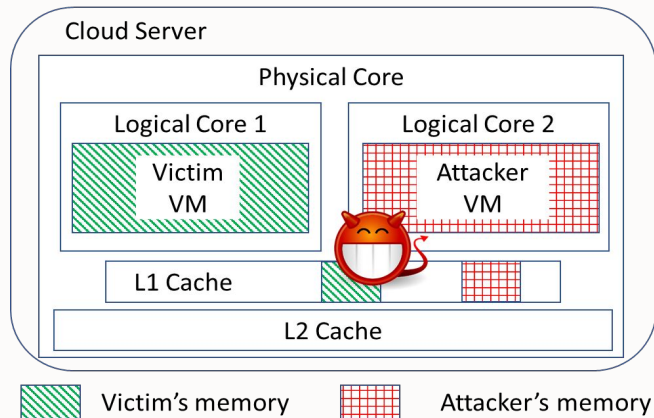 Cloud Server
Physical Core
Logical Core 1
Logical Core 2
Victim
VM
Attacker
VM
L1 Cache
L2 Cache
Victim’s memory
Attacker’s memory